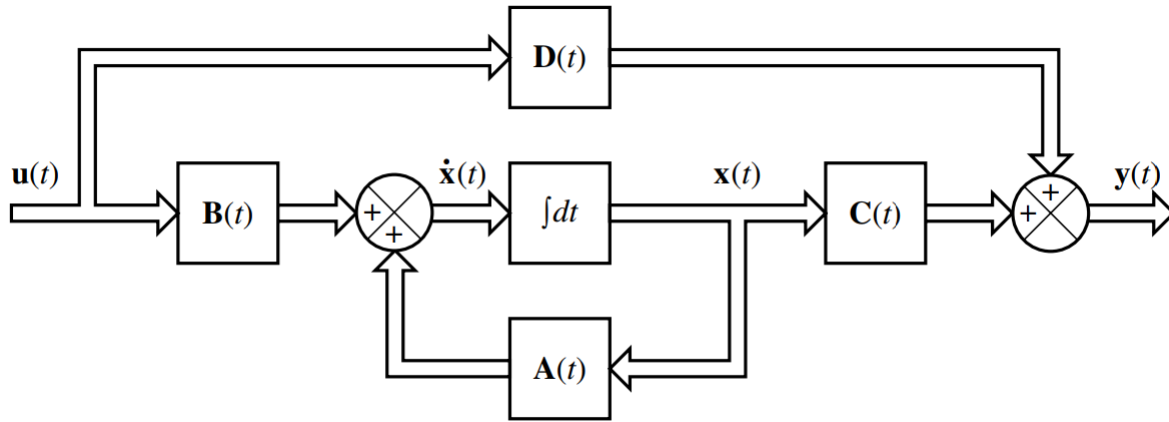 D(t)
u(t) ẋ(t) x(t) y(t)
B(t) + + ∫dt C(t) + +
A(t)